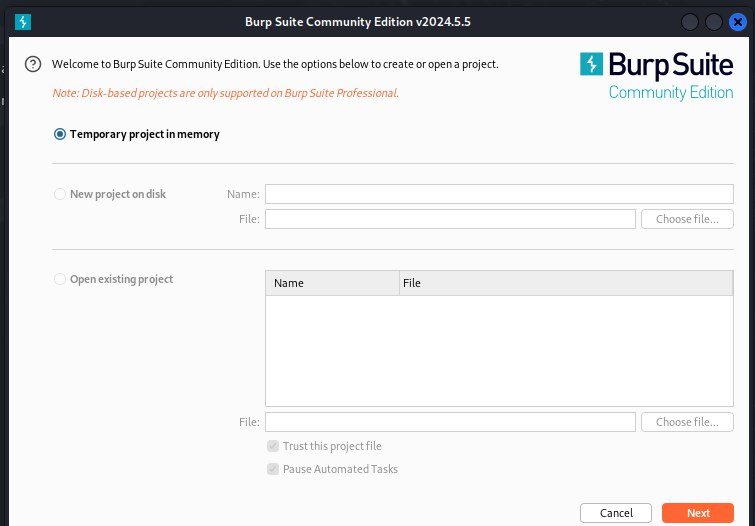 Burp Suite Community Edition v2024.5.5
Welcome to Burp Suite Community Edition. Use the options below to create or open a project.
Burp Suite
Community Edition
Note: Disk-based projects are only supported on Burp Suite Professional.
Temporary project in memory
New project on disk
Name:
File:
Choose file...
Open existing project
Name File
File:
Choose file...
Trust this project file
Pause Automated Tasks
Cancel Next